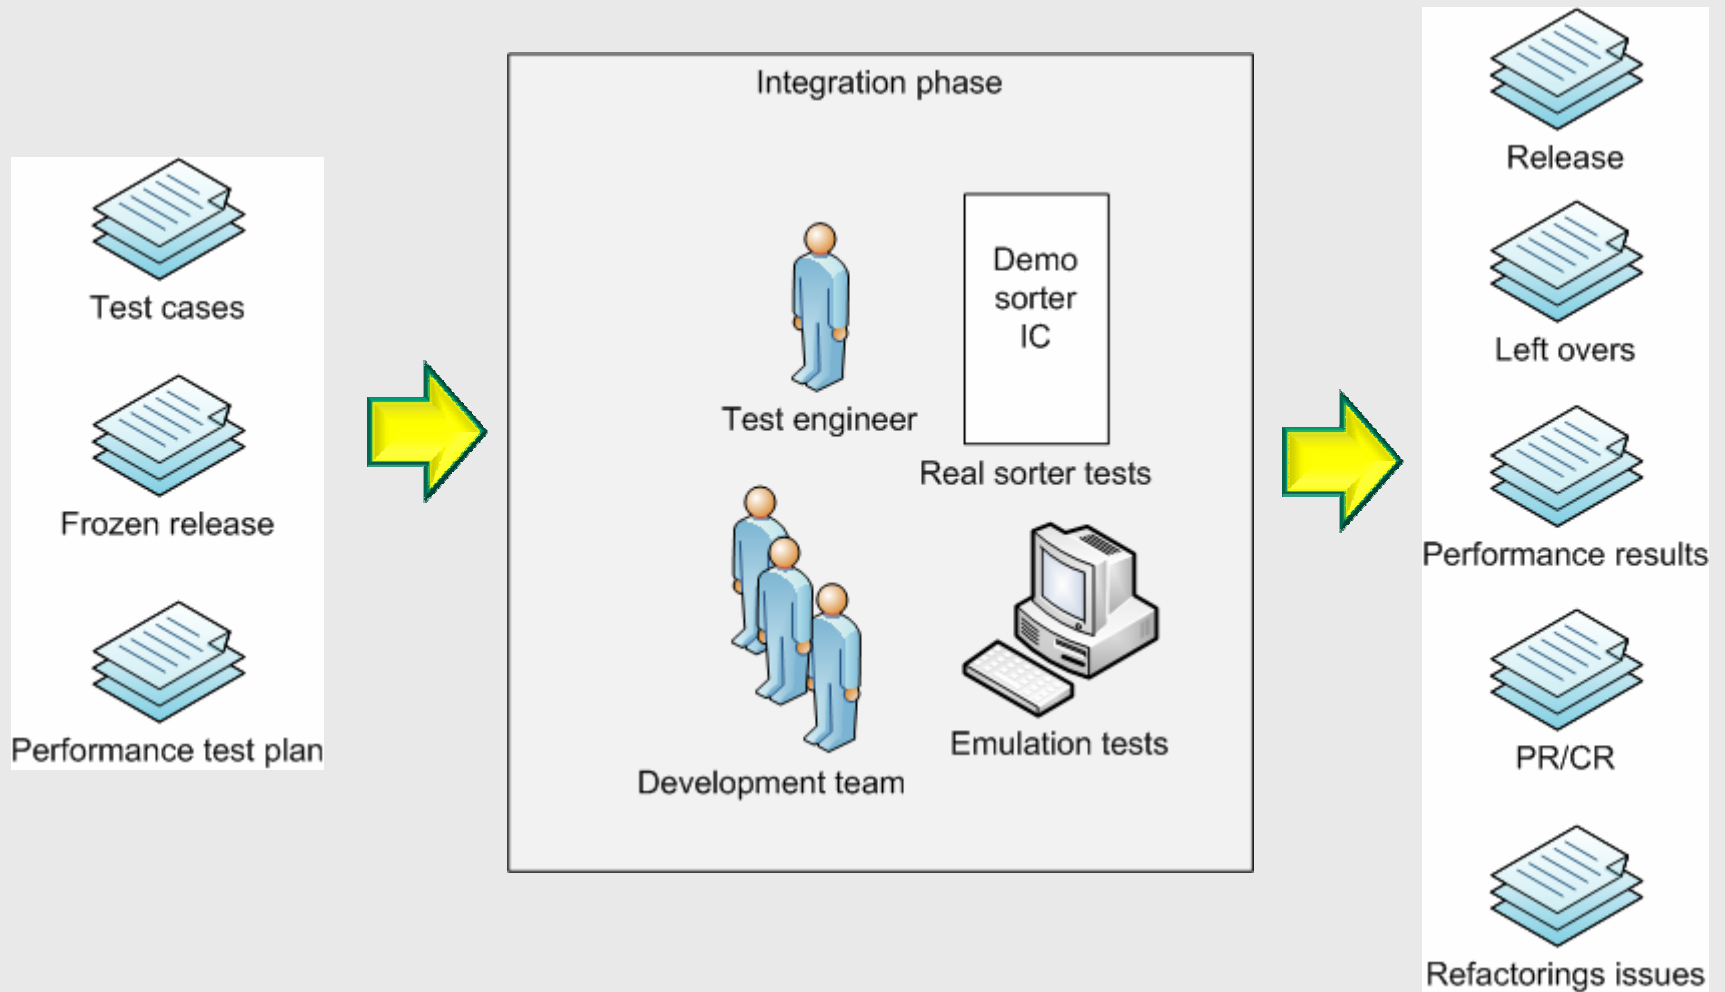 Test cases
Frozen release
Performance test plan
Integration phase
Test engineer
Demo
sorter
IC
Real sorter tests
Development team
Emulation tests
Release
Left overs
Performance results
PR/CR
Refactorings issues